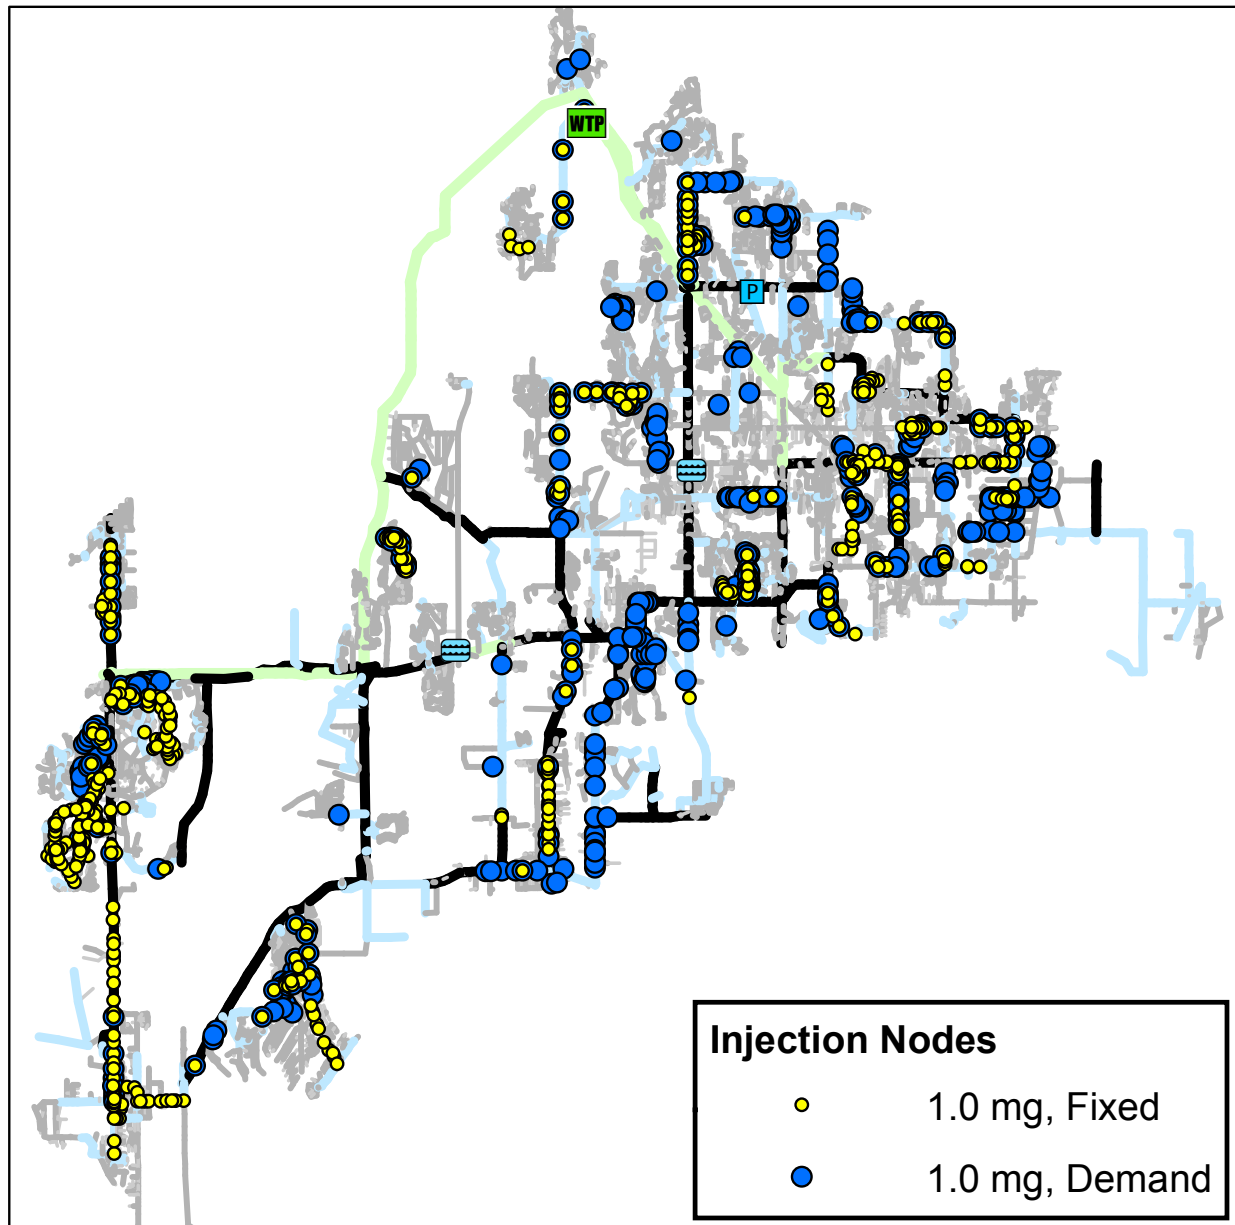 WTP
P
Injection Nodes
1.0 mg, Fixed
1.0 mg, Demand